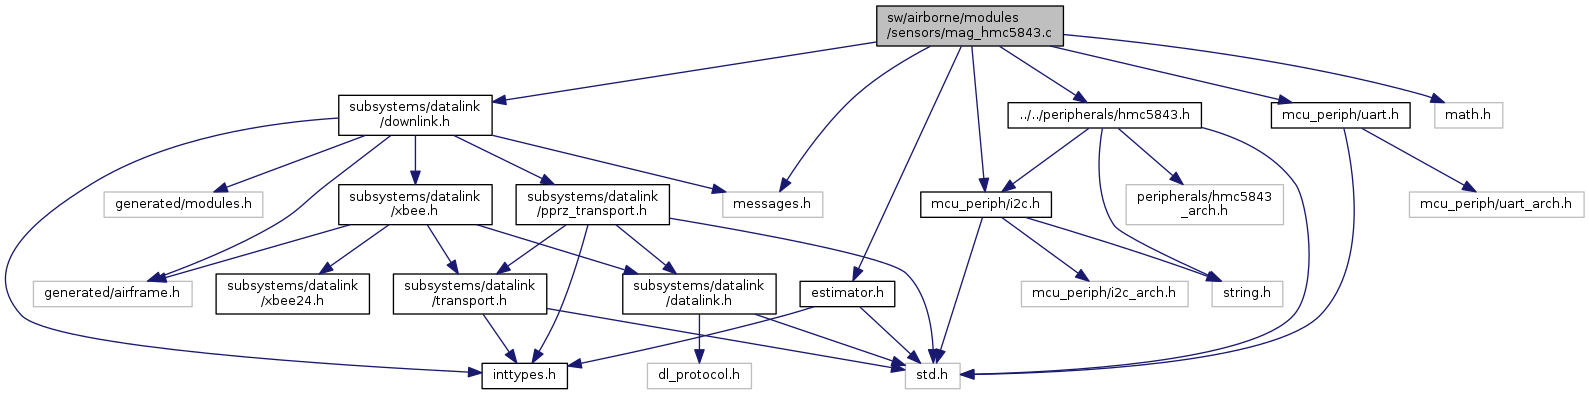 sw/airborne/modules
/sensors/mag_hmc5843.c
subsystems/datalink
/downlink.h
../../peripherals/hmc5843.h
mcu_periph/uart.h
math.h
generated/modules.h
subsystems/datalink
/xbee.h
subsystems/datalink
/pprz_transport.h
messages.h
mcu_periph/i2c.h
peripherals/hmc5843
_arch.h
mcu_periph/uart_arch.h
generated/airframe.h
subsystems/datalink
/xbee24.h
subsystems/datalink
/transport.h
subsystems/datalink
/datalink.h
estimator.h
mcu_periph/i2c_arch.h
string.h
inttypes.h
dl_protocol.h
std.h